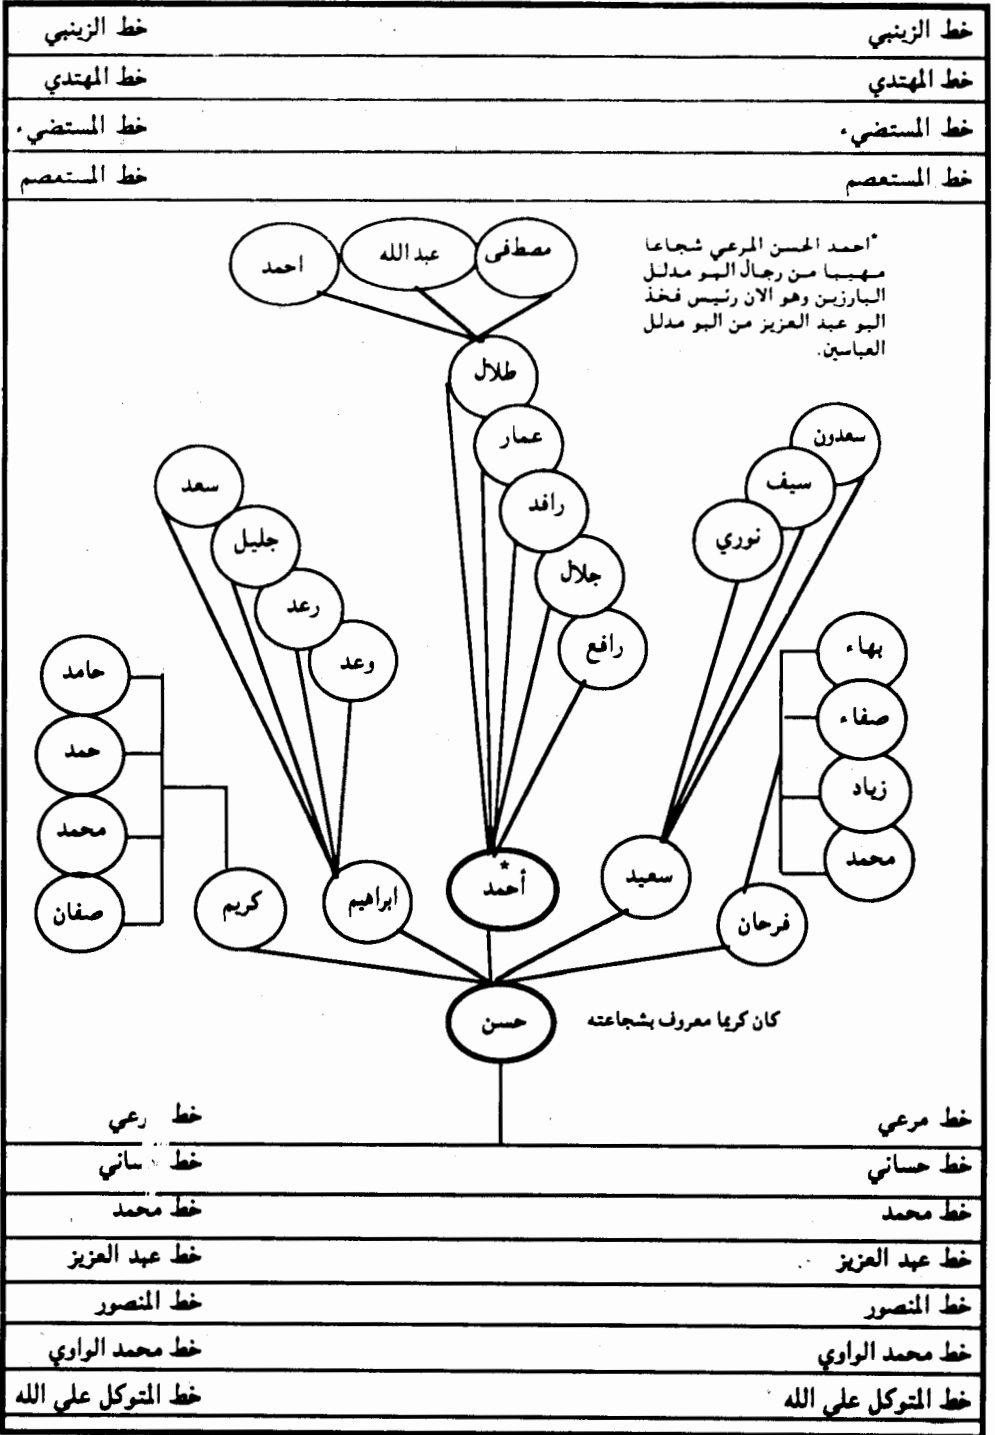 خط الزينبي خط الزينبي
خط المهتدي خط المهتدي
خط المستضيء خط المستضيء
خط المستعصم خط المستعصم
*احمد الحسن المرعي شجاعا
مهيبا من رجال البو مدلل
البارزين وهو الان رئيس فخذ
البو عبد العزيز من البو مدلل
العباسين.
مصطفى
عبد الله
احمد
طلال
عمار
رافد
جلال
رافع
سعدون
سيف
نوري
سعد
جليل
رعد
وعد
بهاء
صفاء
زياد
محمد
حامد
حمد
محمد
صفان
فرحان
سعيد
*
أحمد
ابراهيم
كريم
حسن
كان كريما معروف بشجاعته
خط مرعي خط رعي
خط حساني خط ساني
خط محمد خط محمد
خط عبد العزيز خط عبد العزيز
خط المنصور خط المنصور
خط محمد الواوي خط محمد الواوي
خط المتوكل علي الله خط المتوكل علي الله